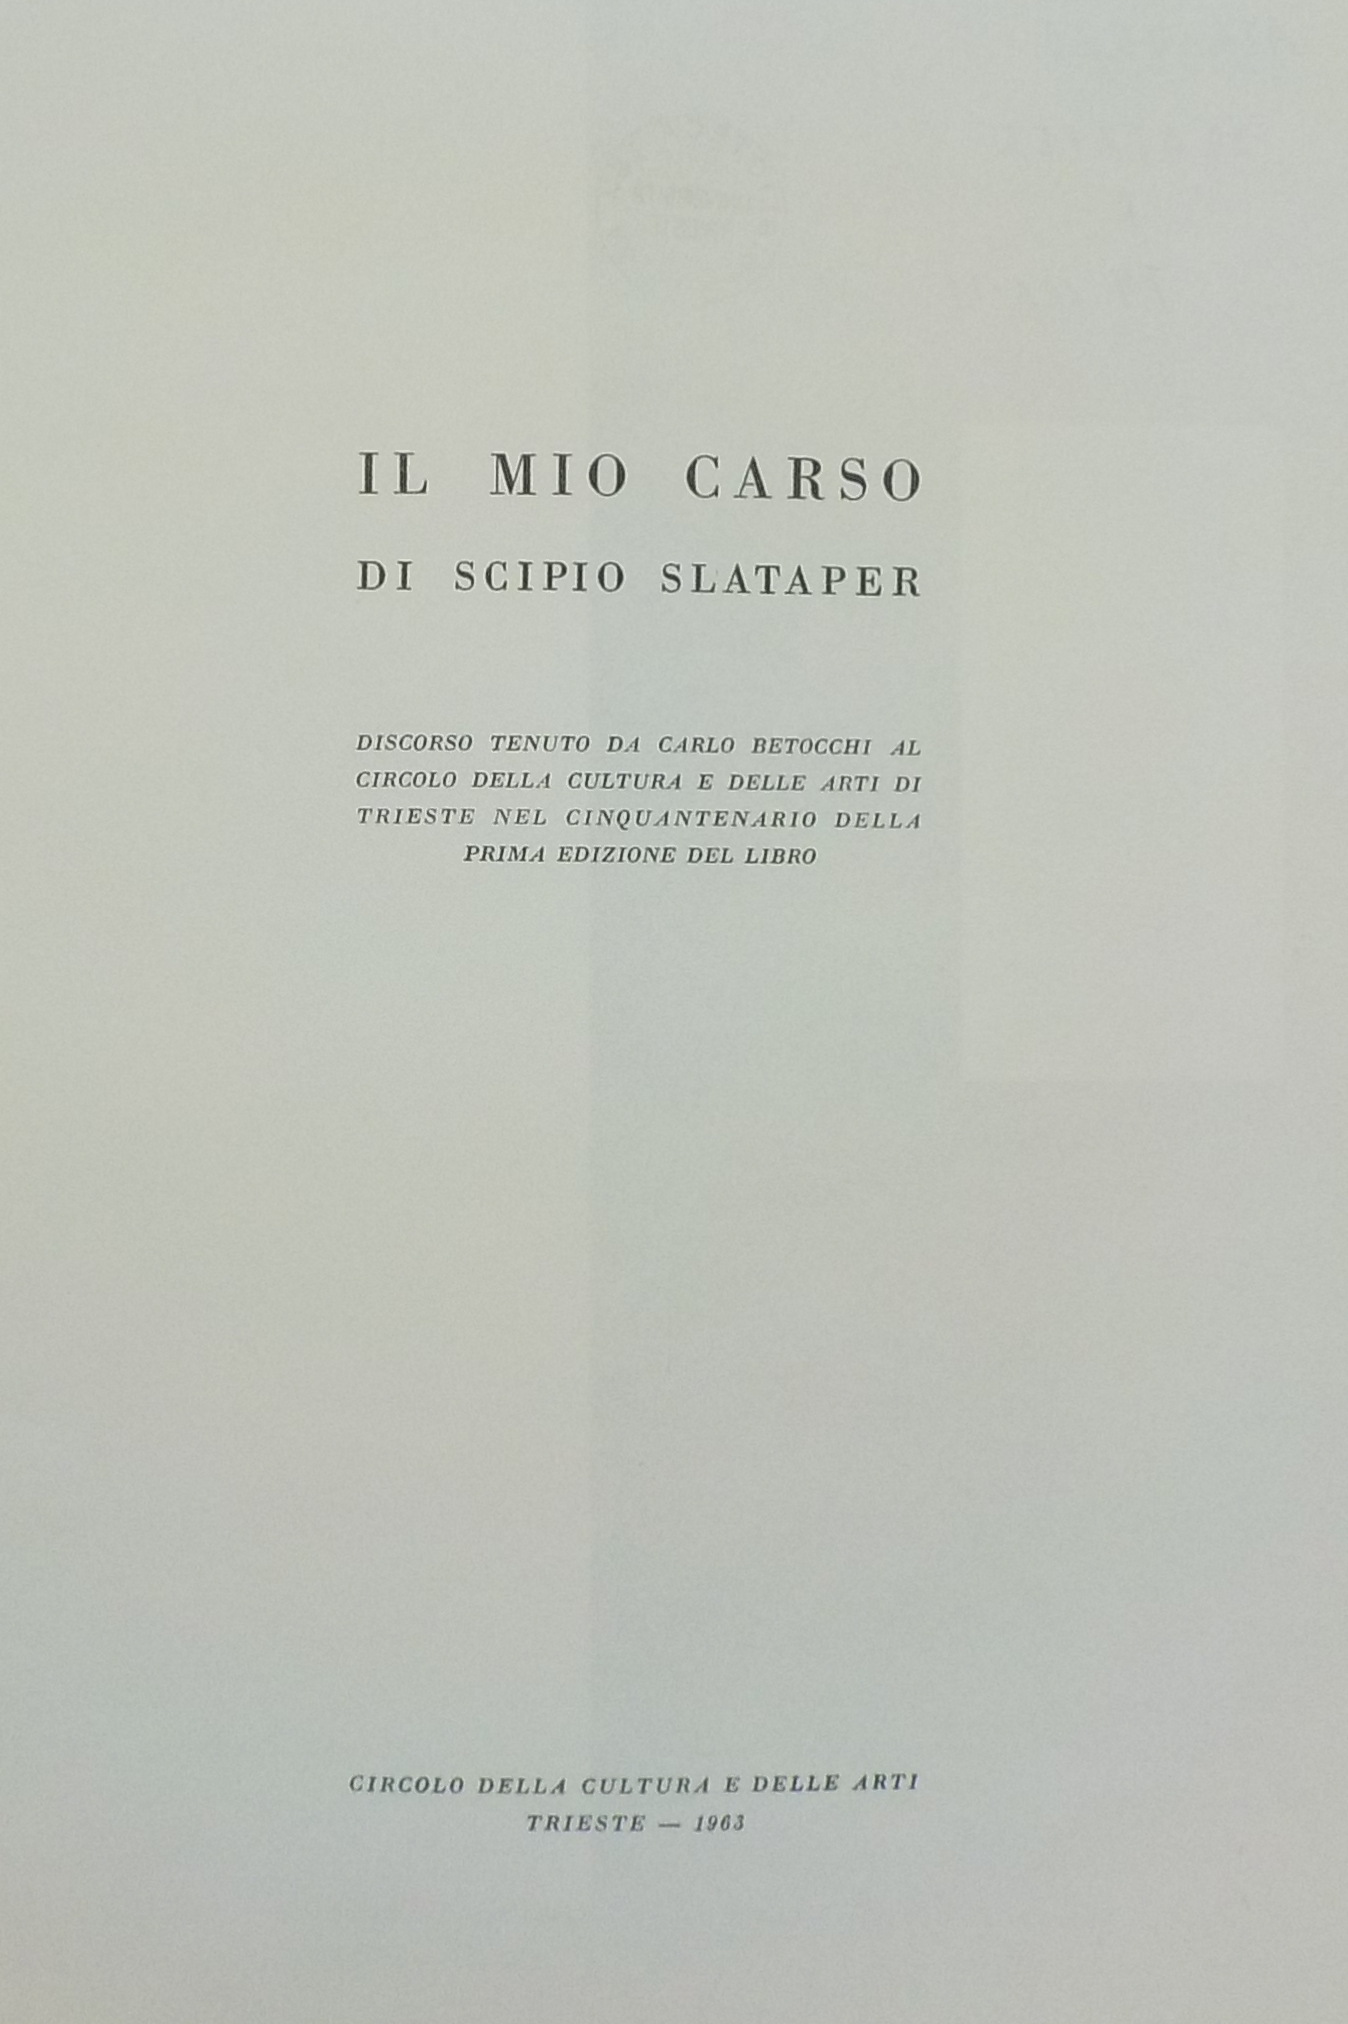 IL MIO CARSO
DI SCIPIO SLATAPER
DISCORSO TENUTO DA CARLO BETOCCHI AL
CIRCOLO DELLA CULTURA E DELLE ARTI DI
TRIESTE NEL CINQUANTENARIO DELLA
PRIMA EDIZIONE DEL LIBRO
CIRCOLO DELLA CULTURA E DELLE ARTI
TRIESTE — 1963